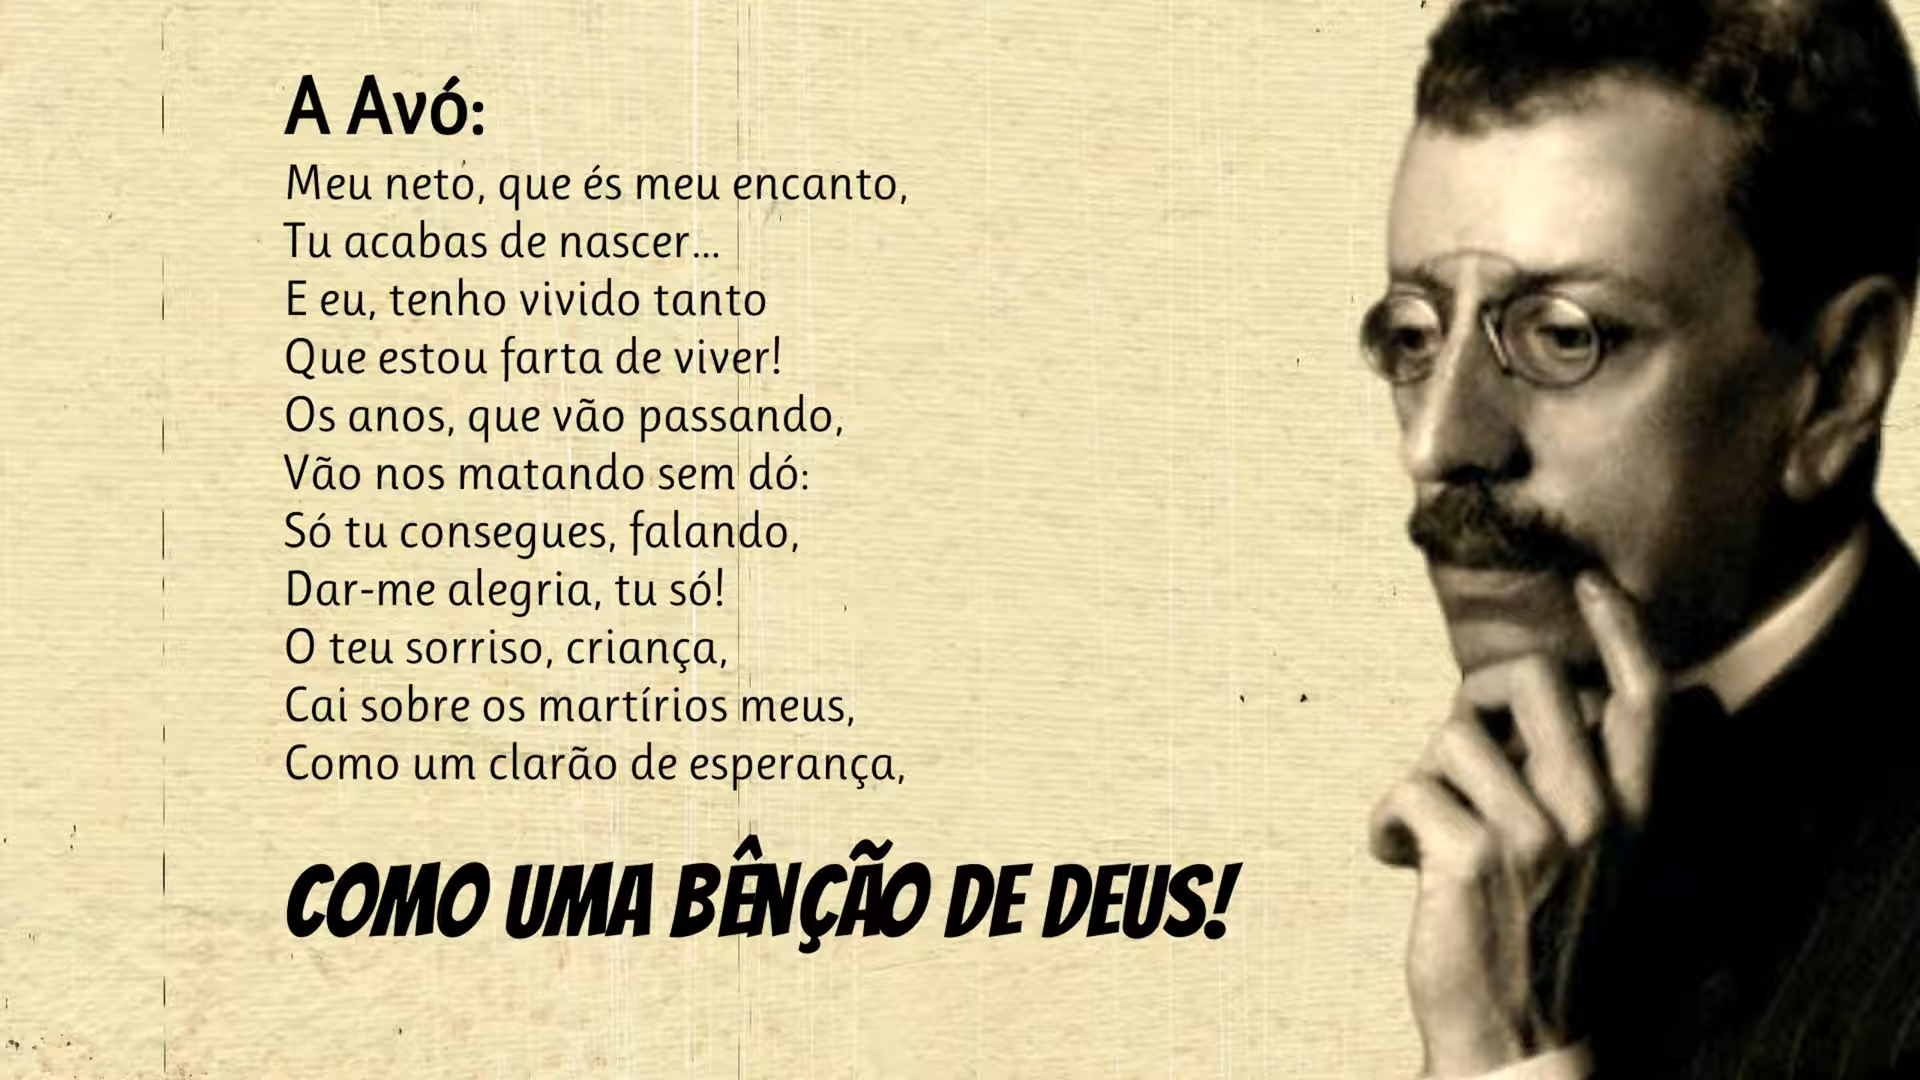 A Avó:
Meu neto, que és meu encanto,
Tu acabas de nascer...
E eu, tenho vivido tanto
Que estou farta de viver!
Os anos, que vão passando,
Vão nos matando sem dó:
Só tu consegues, falando,
Dar-me alegria, tu só!
O teu sorriso, criança,
Cai sobre os martírios meus,
Como um clarão de esperança,
COMO UMA BÊNÇÃO DE DEUS!